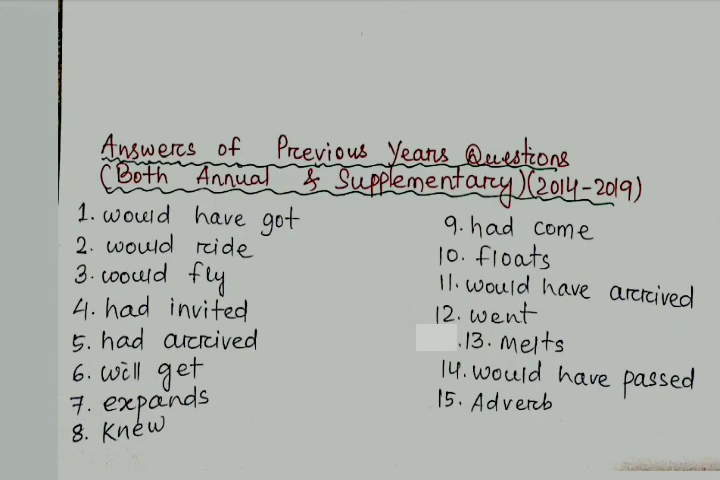 Answers of Previous Years Questions
(Both Annual & Supplementary)(2014-2019)
1. would have got
2. would ride
3. would fly
4. had invited
5. had arrived
6. will get
7. expands
8. Knew
9. had come
10. floats
11. would have arrived
12. went
.13. Melts
14. would have passed
15. Adverb